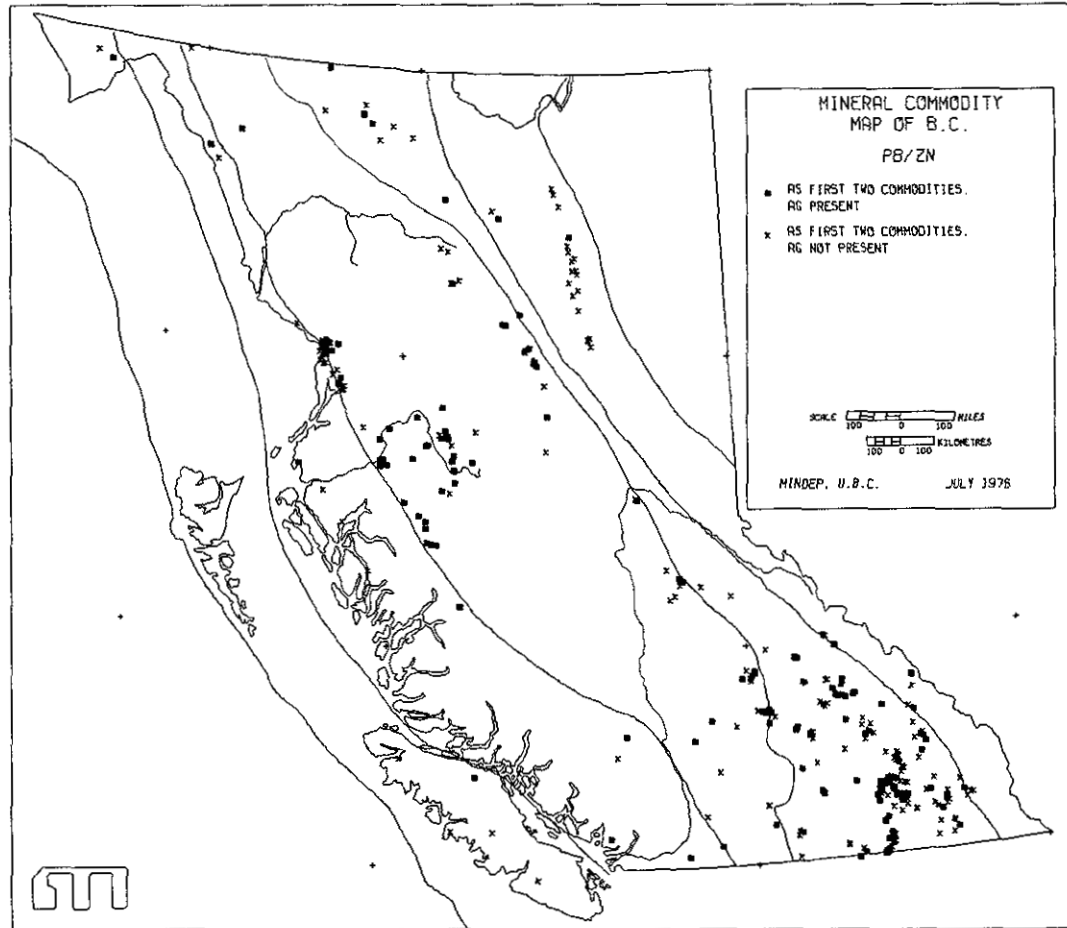 MINERAL COMMODITY
MAP OF B.C.
PB/ZN
AS FIRST TWO COMMODITIES.
AG PRESENT
AS FIRST TWO COMMODITIES.
AG NOT PRESENT
SCALE 100 0 100 MILES
100 0 100 KILOMETRES
MINDEP, U.B.C. JULY 1978